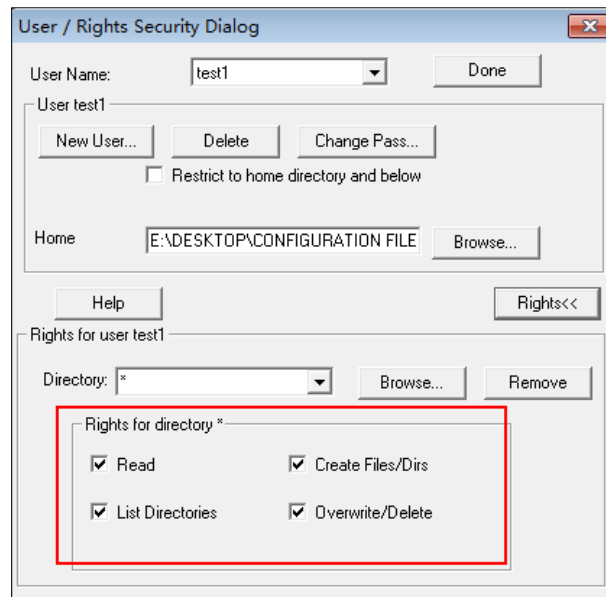 User / Rights Security Dialog
User Name: test1 Done
User test1
New User... Delete Change Pass...
Restrict to home directory and below
Home E:\DESKTOP\CONFIGURATION FILE Browse...
Help Rights<<
Rights for user test1
Directory: * Browse... Remove
Rights for directory *
Read Create Files/Dirs
List Directories Overwrite/Delete